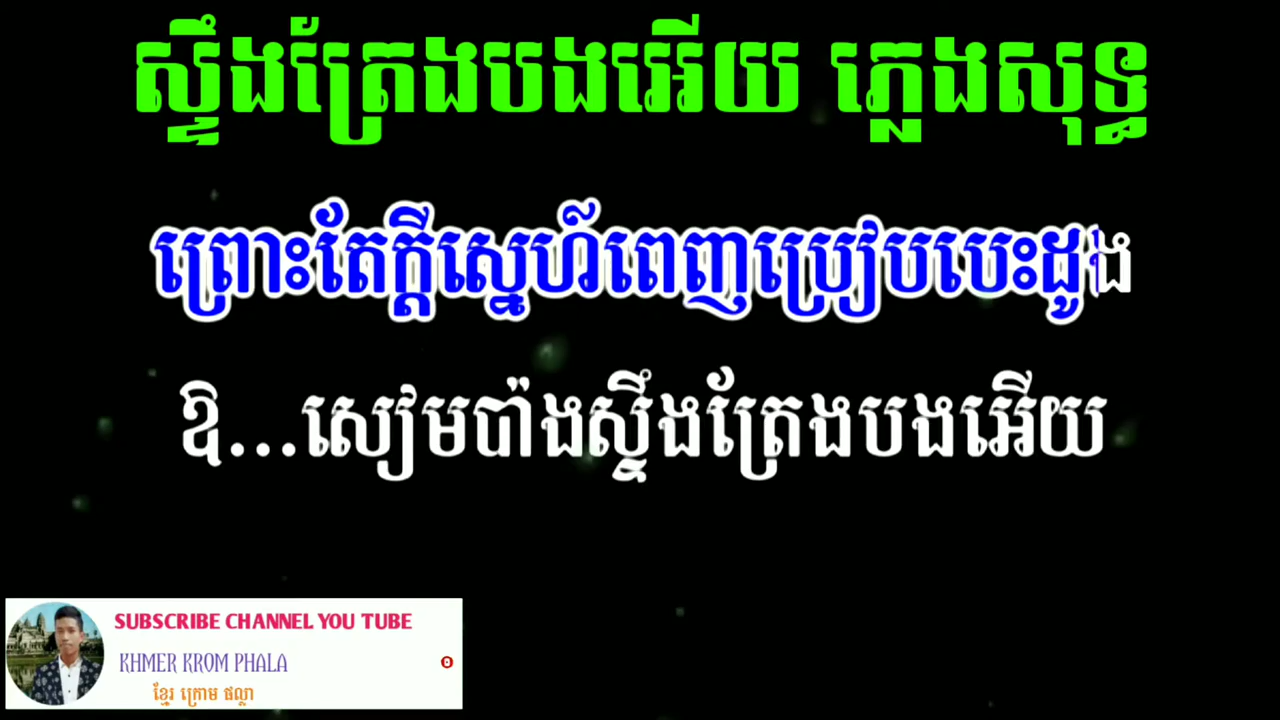 ស្ទឹងត្រែងបងអើយ ភ្លេងសុទ្ធ
ព្រោះតែក្ដីស្នេហ៍ពេញប្រៀបបេះដូង
ឱ...សៀមប៉ាងស្ទឹងត្រែងបងអើយ
SUBSCRIBE CHANNEL YOU TUBE
KHMER KROM PHALA
ខ្មែរ ក្រោម ផល្លា